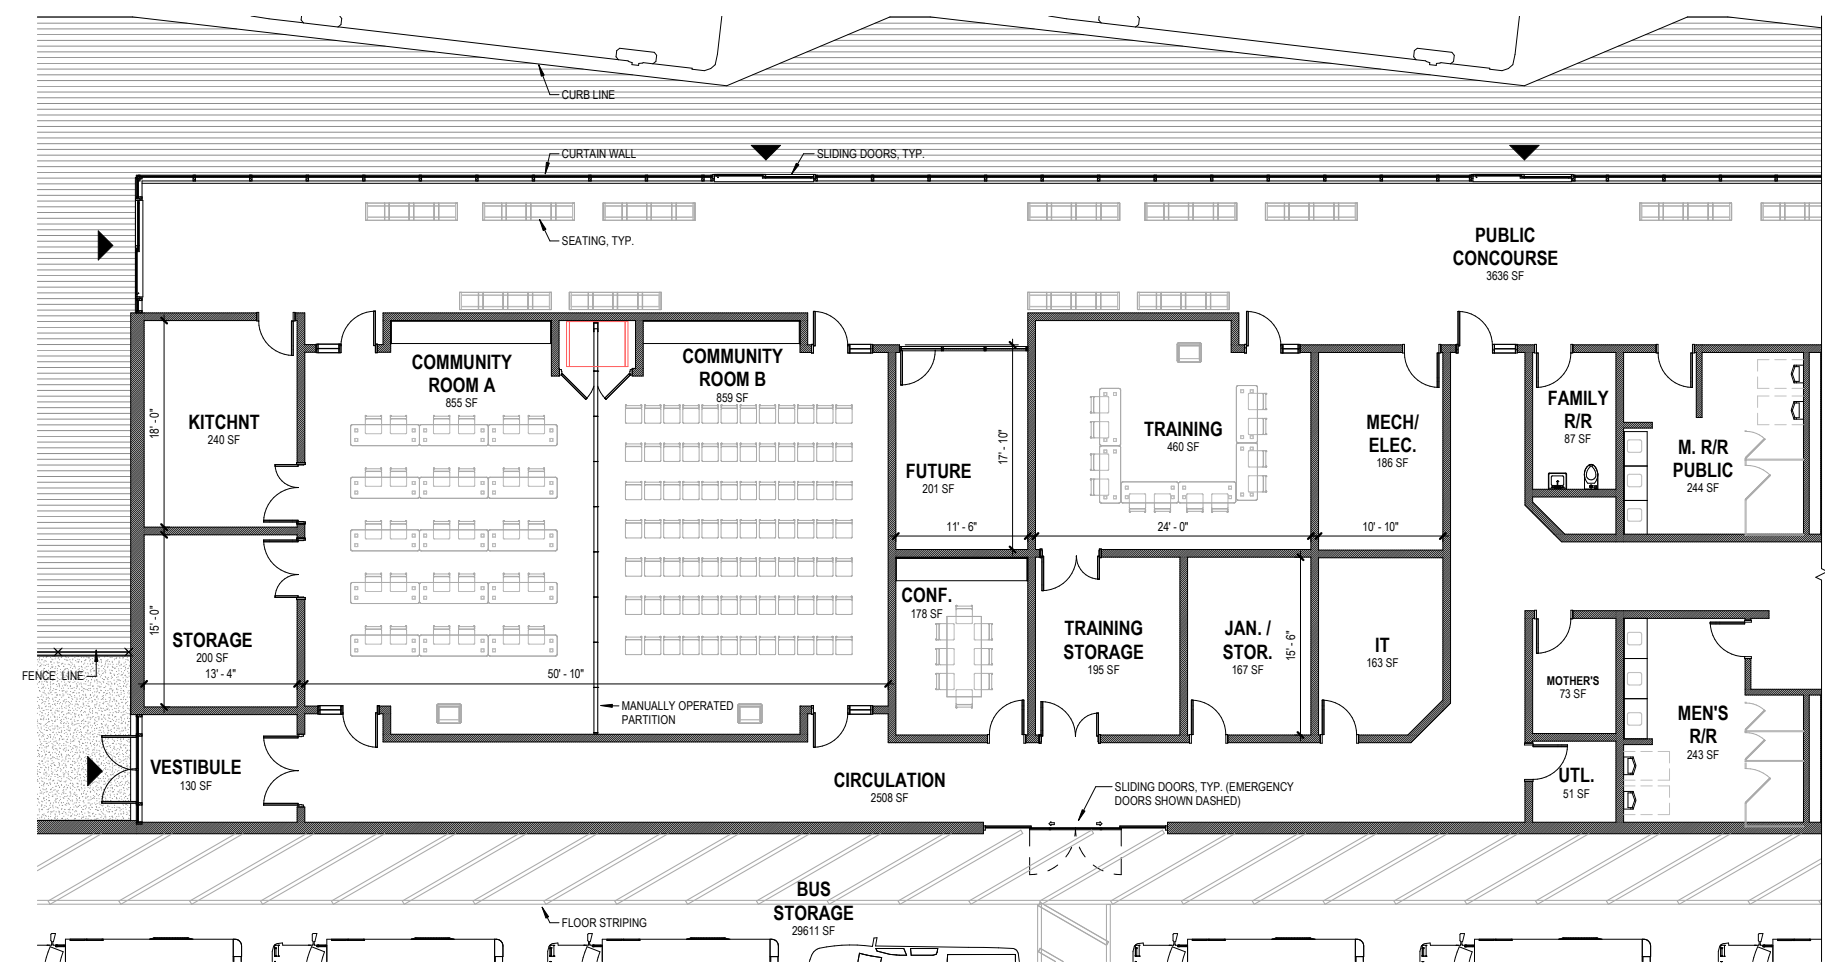 CURB LINE
CURTAIN WALL
SLIDING DOORS, TYP.
SEATING, TYP.
PUBLIC
CONCOURSE
3636 SF
KITCHNT
240 SF
18' - 0"
COMMUNITY
ROOM A
855 SF
COMMUNITY
ROOM B
859 SF
FUTURE
201 SF
17' - 10"
11' - 6"
TRAINING
460 SF
24' - 0"
MECH/
ELEC.
186 SF
10' - 10"
FAMILY
R/R
87 SF
M. R/R
PUBLIC
244 SF
STORAGE
200 SF
15' - 0"
13' - 4"
50' - 10"
FENCE LINE
MANUALLY OPERATED
PARTITION
CONF.
178 SF
TRAINING
STORAGE
195 SF
JAN. /
STOR.
167 SF
15' - 6"
IT
163 SF
MOTHER'S
73 SF
MEN'S
R/R
243 SF
VESTIBULE
130 SF
CIRCULATION
2508 SF
SLIDING DOORS, TYP. (EMERGENCY
DOORS SHOWN DASHED)
UTL.
51 SF
BUS
STORAGE
29611 SF
FLOOR STRIPING